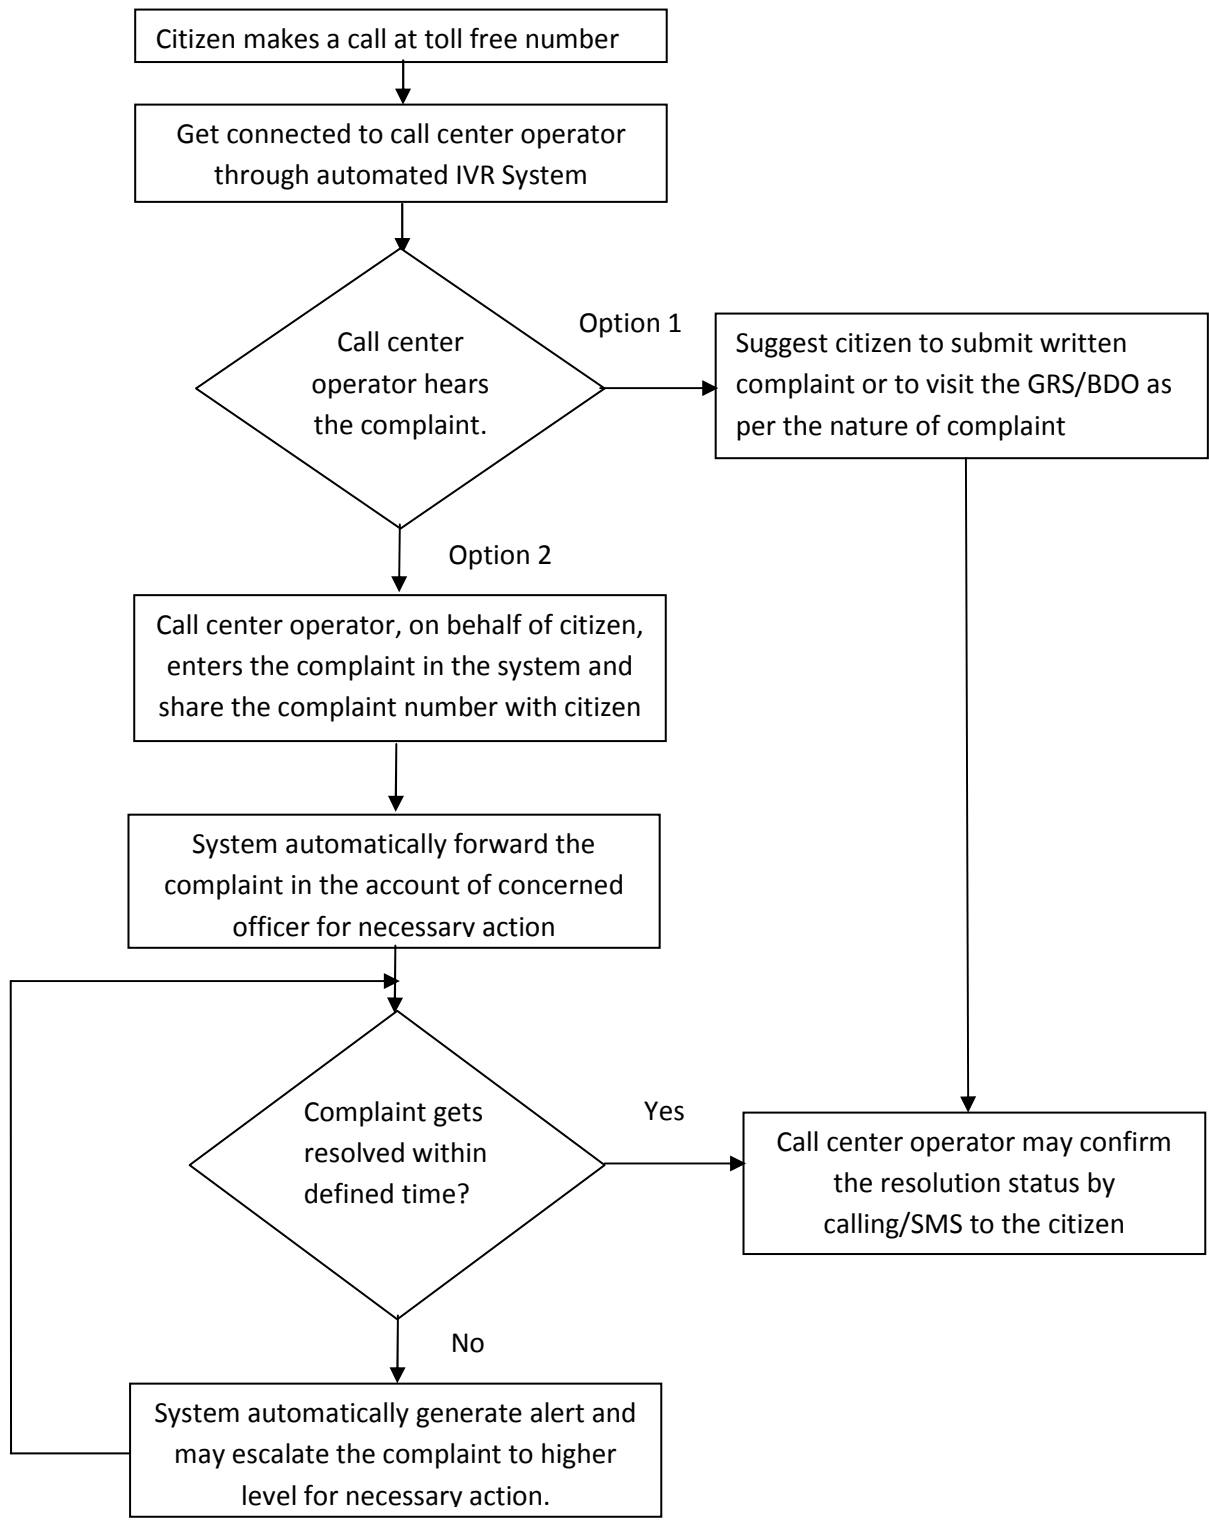 Citizen makes a call at toll free number
Get connected to call center operator
through automated IVR System
Call center
operator hears
the complaint.
Option 1
Suggest citizen to submit written
complaint or to visit the GRS/BDO as
per the nature of complaint
Option 2
Call center operator, on behalf of citizen,
enters the complaint in the system and
share the complaint number with citizen
System automatically forward the
complaint in the account of concerned
officer for necessary action
Complaint gets
resolved within
defined time?
Yes
Call center operator may confirm
the resolution status by
calling/SMS to the citizen
No
System automatically generate alert and
may escalate the complaint to higher
level for necessary action.